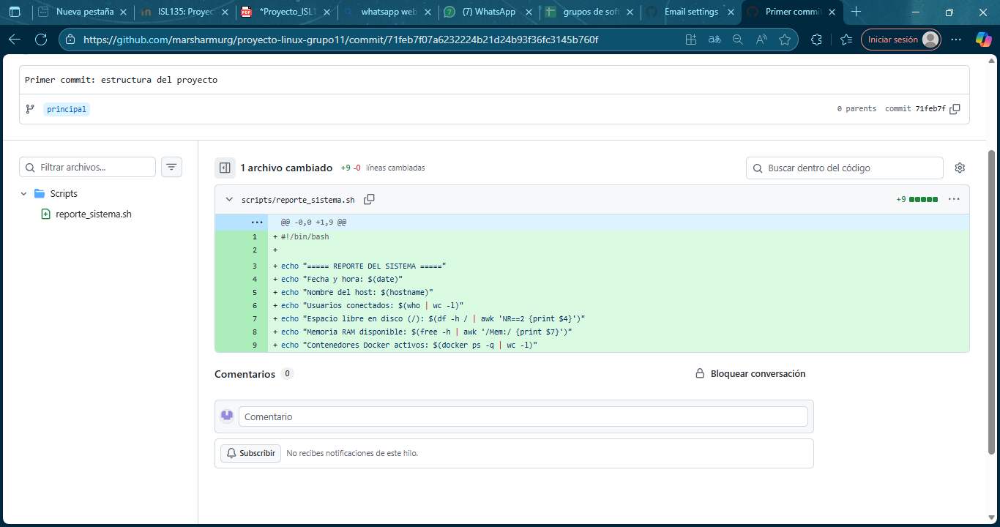 Nueva pestaña
ISL135: Proyec
*Proyecto_ISL1
whatsapp web
(7) WhatsApp
grupos de sof
Email settings
Primer commit
https://github.com/marsharmurg/proyecto-linux-grupo11/commit/71feb7f07a6232224b21d24b93f36fc3145b760f
Iniciar sesión
Primer commit: estructura del proyecto
principal
0 parents commit 71feb7f
Filtrar archivos...
1 archivo cambiado +9 -0 líneas cambiadas
Buscar dentro del código
Scripts
reporte_sistema.sh
scripts/reporte_sistema.sh
+9
@@ -0,0 +1,9 @@
1 + #!/bin/bash
2 +
3 + echo "===== REPORTE DEL SISTEMA ====="
4 + echo "Fecha y hora: $(date)"
5 + echo "Nombre del host: $(hostname)"
6 + echo "Usuarios conectados: $(who | wc -l)"
7 + echo "Espacio libre en disco (/): $(df -h / | awk 'NR==2 {print $4}')"
8 + echo "Memoria RAM disponible: $(free -h | awk '/Mem:/ {print $7}')"
9 + echo "Contenedores Docker activos: $(docker ps -q | wc -l)"
Comentarios 0
Bloquear conversación
Comentario
Subscribir
No recibes notificaciones de este hilo.